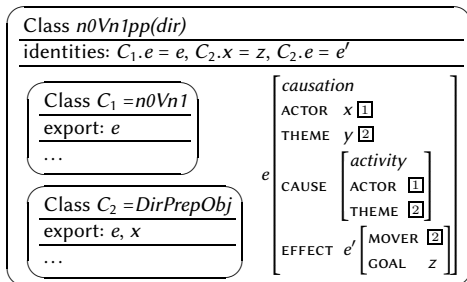 Class n0Vn1pp(dir)
identities: C₁.e = e, C₂.x = z, C₂.e = e′
Class C₁ =n0Vn1
export: e
…
Class C₂ =DirPrepObj
export: e, x
…
e
causation
ACTOR x 1
THEME y 2
CAUSE
activity
ACTOR 1
THEME 2
EFFECT e′
MOVER 2
GOAL z